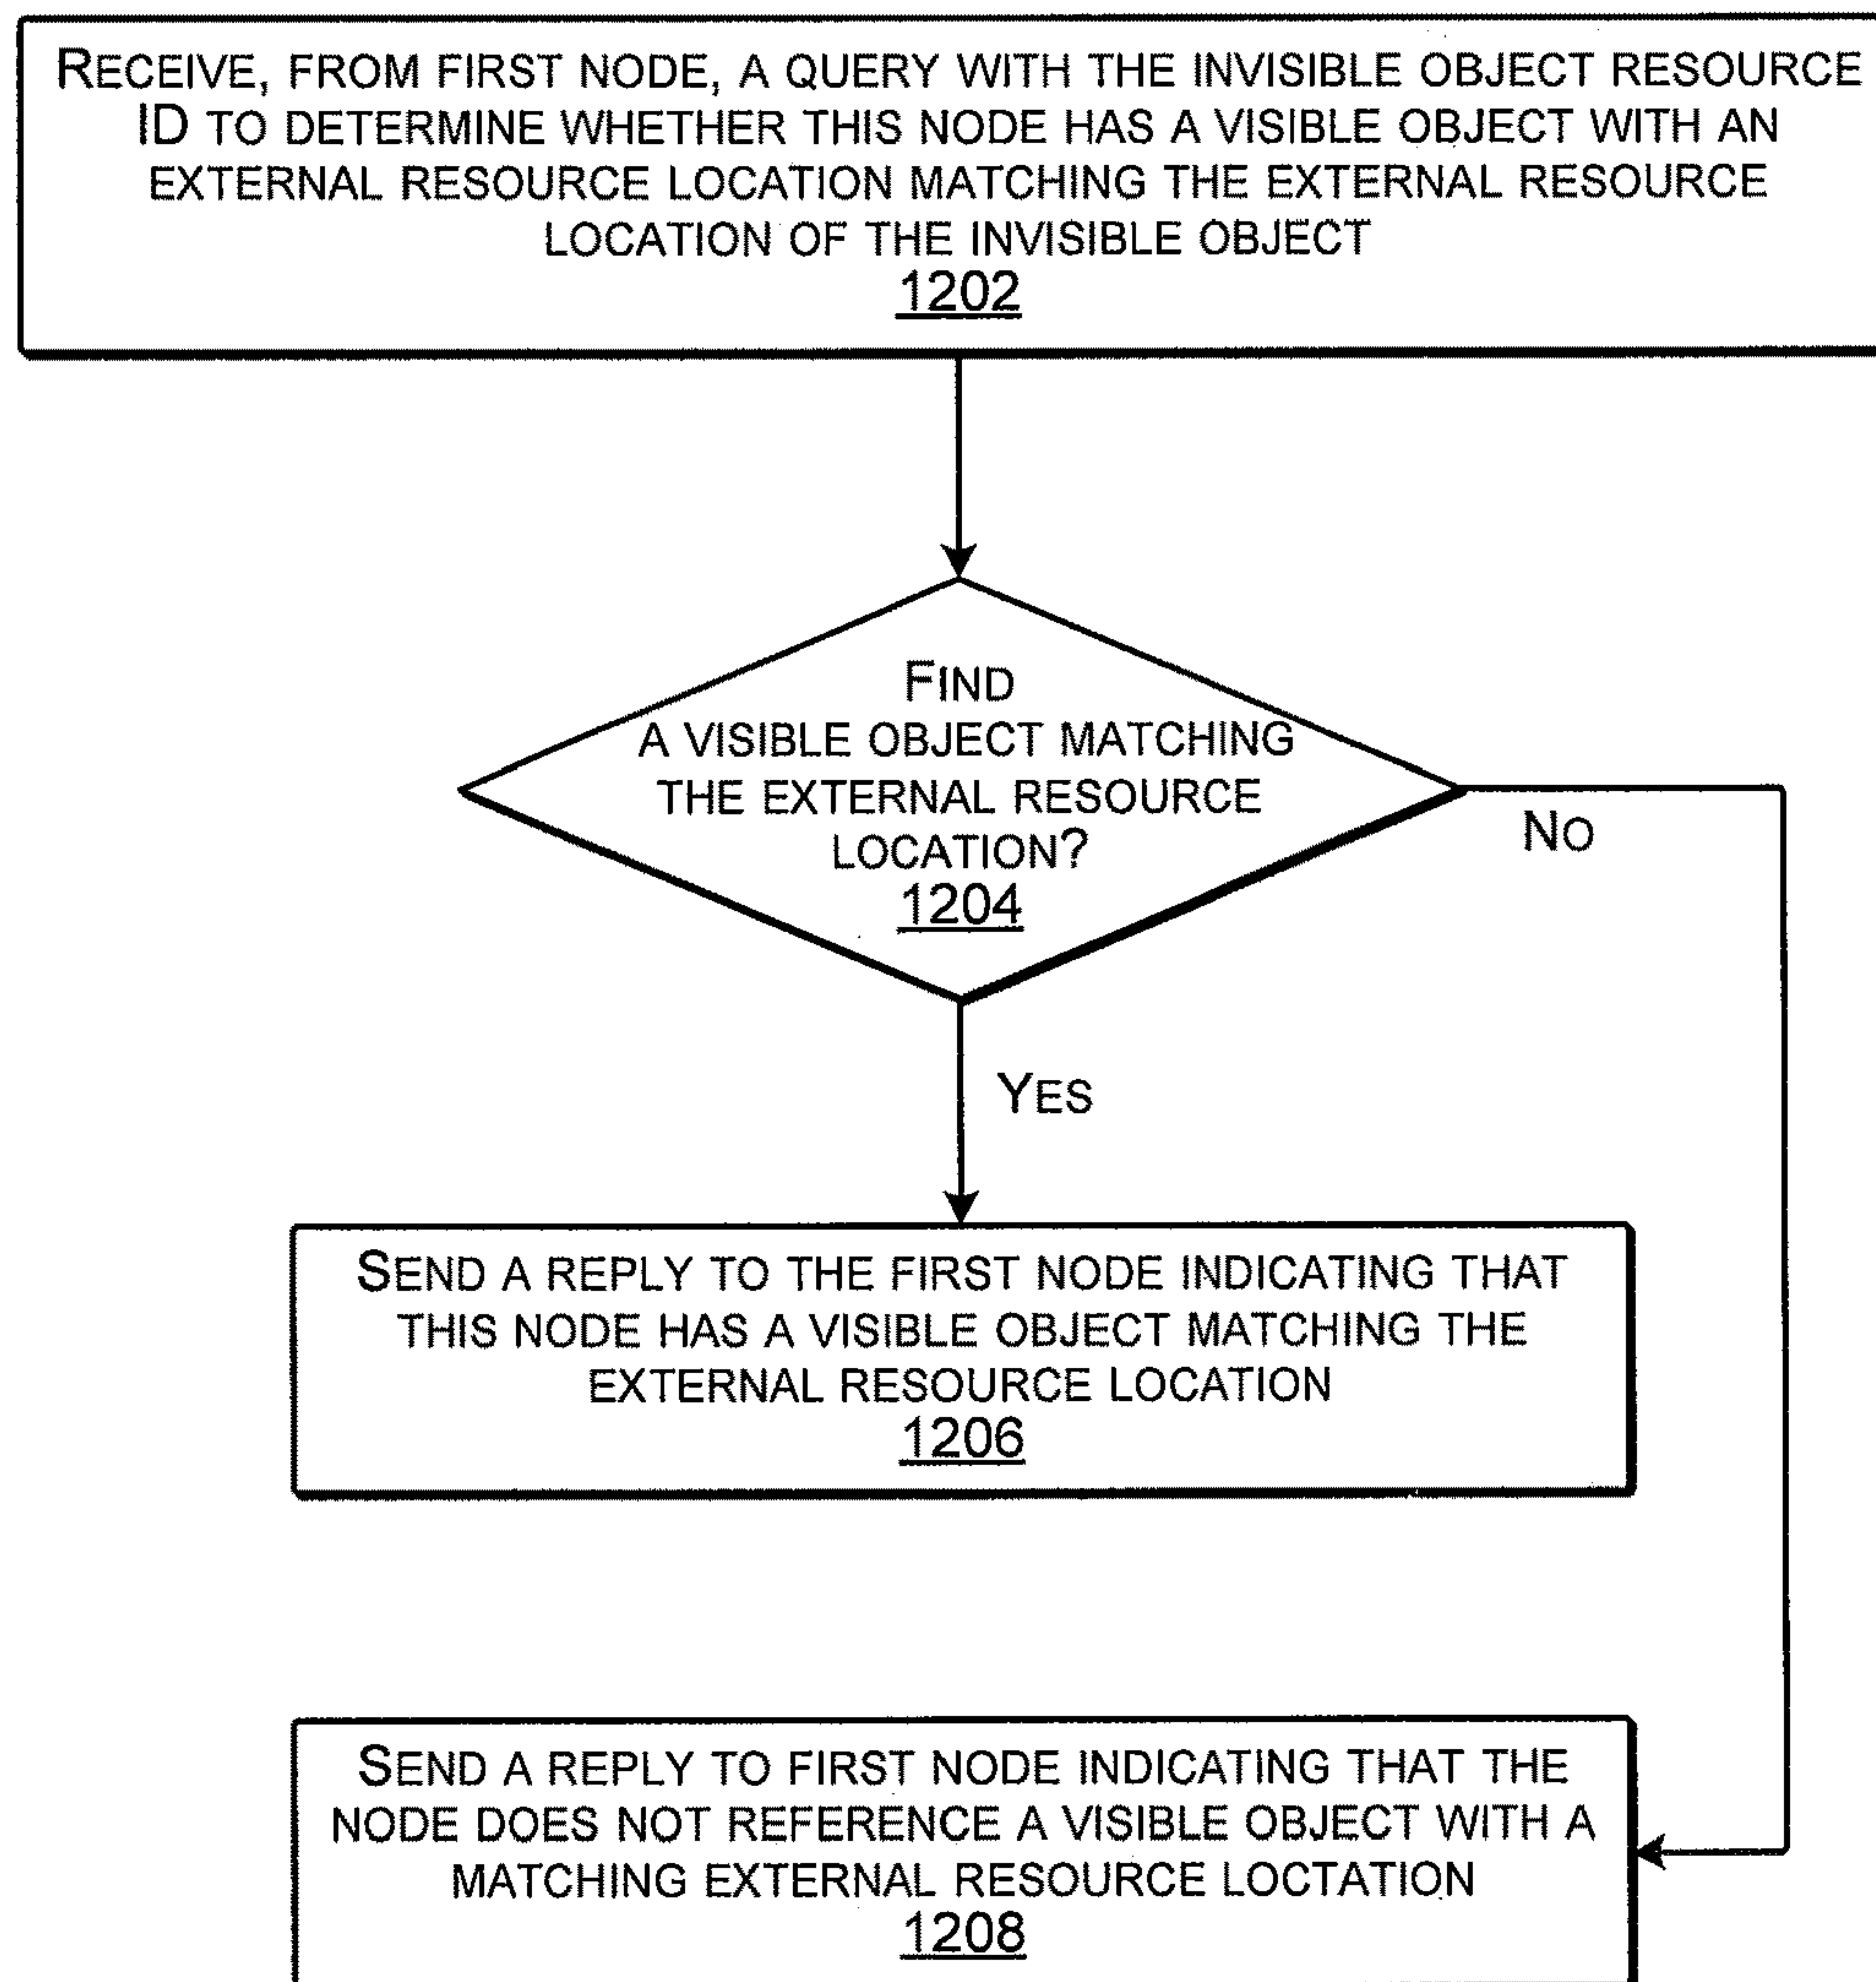 RECEIVE, FROM FIRST NODE, A QUERY WITH THE INVISIBLE OBJECT RESOURCE
ID TO DETERMINE WHETHER THIS NODE HAS A VISIBLE OBJECT WITH AN
EXTERNAL RESOURCE LOCATION MATCHING THE EXTERNAL RESOURCE
LOCATION OF THE INVISIBLE OBJECT
1202
FIND
A VISIBLE OBJECT MATCHING
THE EXTERNAL RESOURCE
LOCATION?
1204
NO
YES
SEND A REPLY TO THE FIRST NODE INDICATING THAT
THIS NODE HAS A VISIBLE OBJECT MATCHING THE
EXTERNAL RESOURCE LOCATION
1206
SEND A REPLY TO FIRST NODE INDICATING THAT THE
NODE DOES NOT REFERENCE A VISIBLE OBJECT WITH A
MATCHING EXTERNAL RESOURCE LOCTATION
1208